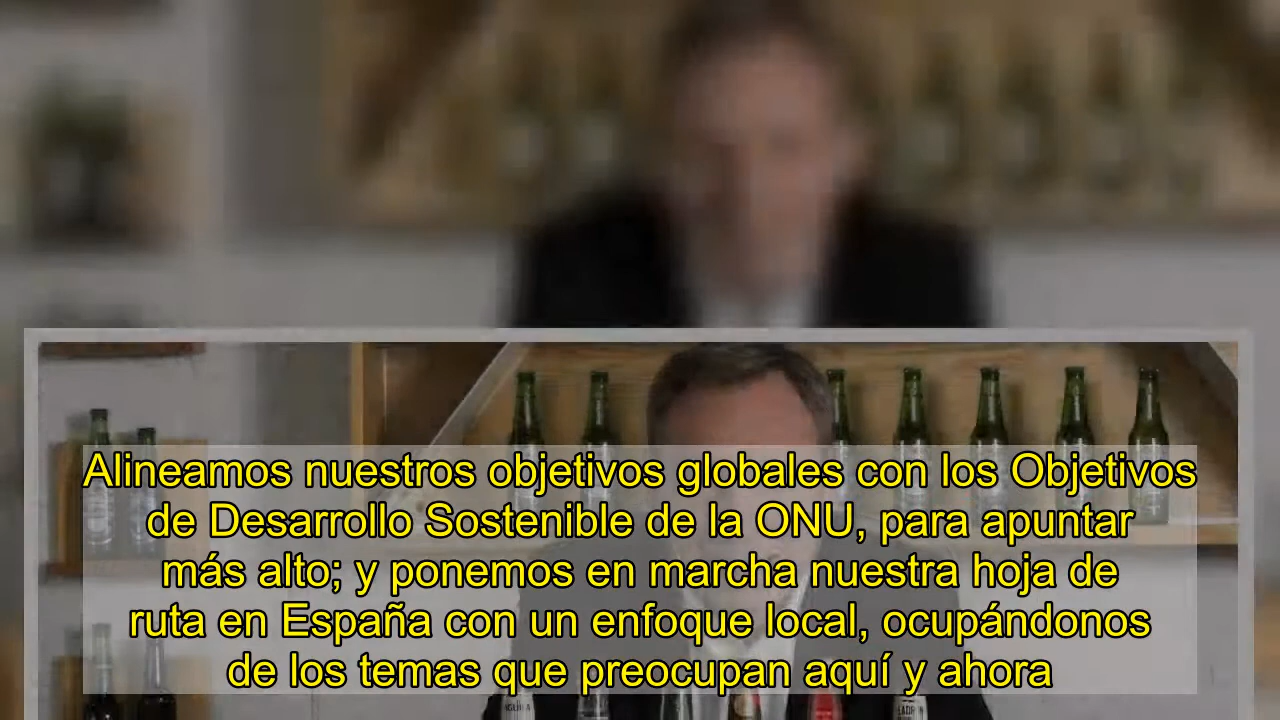 Alineamos nuestros objetivos globales con los Objetivos
de Desarrollo Sostenible de la ONU, para apuntar
más alto; y ponemos en marcha nuestra hoja de
ruta en España con un enfoque local, ocupándonos
de los temas que preocupan aquí y ahora